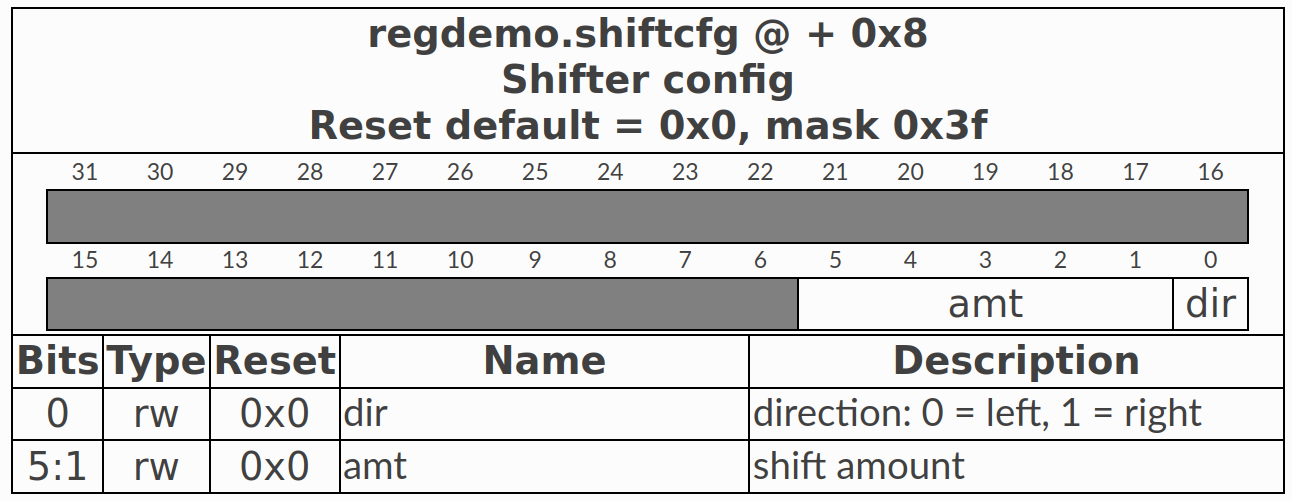 regdemo.shiftcfg @ + 0x8
Shifter config
Reset default = 0x0, mask 0x3f
31 30 29 28 27 26 25 24 23 22 21 20 19 18 17 16
15 14 13 12 11 10 9 8 7 6 5 4 3 2 1 0
amt dir
Bits Type Reset Name Description
0 rw 0x0 dir direction: 0 = left, 1 = right
5:1 rw 0x0 amt shift amount